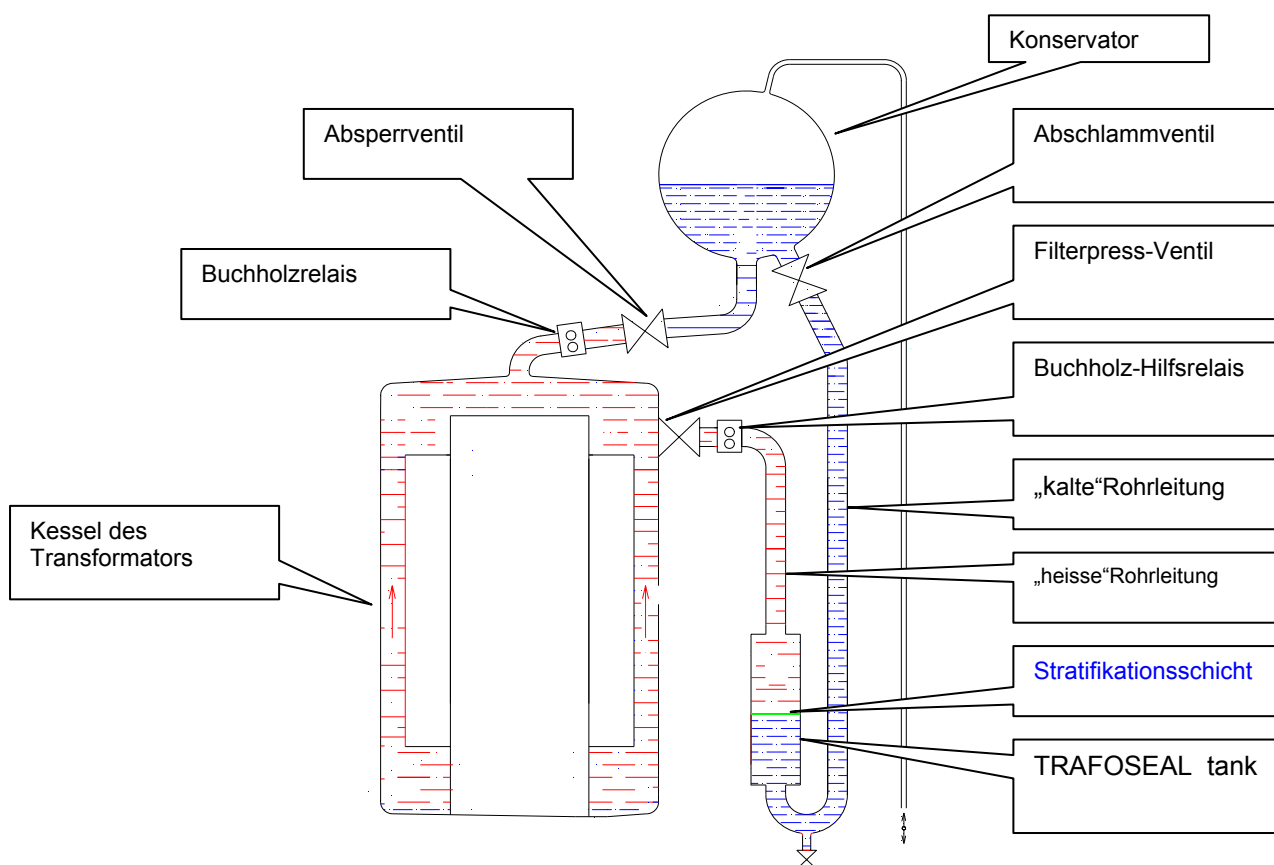 Konservator
Absperrventil
Abschlammventil
Buchholzrelais
Filterpress-Ventil
Buchholz-Hilfsrelais
„kalte“Rohrleitung
Kessel des
Transformators
„heisse“Rohrleitung
Stratifikationsschicht
TRAFOSEAL tank